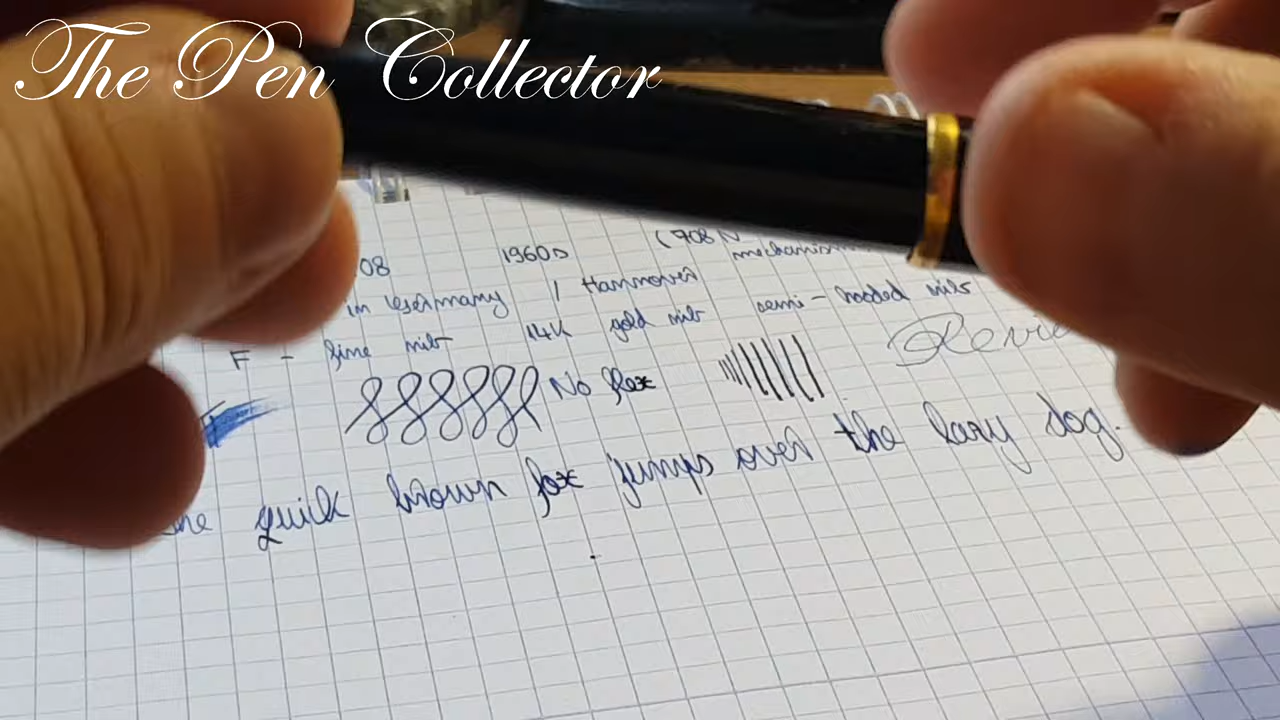 The Pen Collector
08 1960s (708 N
mechanism
in Germany / Hannover
F - fine nib 14K gold nib semi-hooded nib
No flex
quick brown fox jumps over the lazy dog.